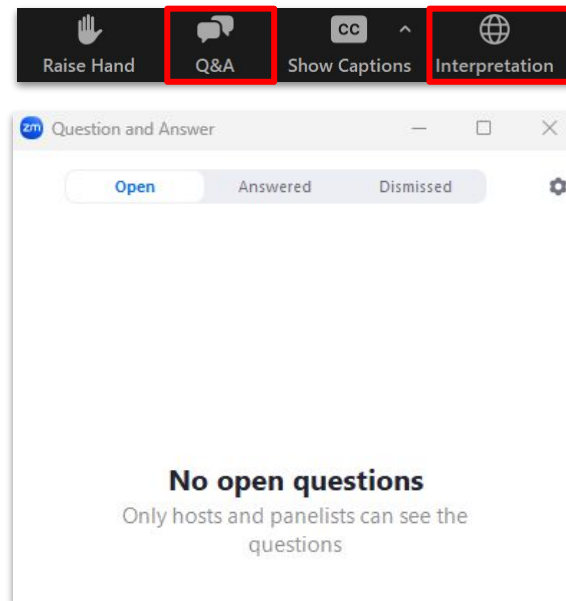 Raise Hand Q&A CC Show Captions Interpretation
zm Question and Answer
Open Answered Dismissed
No open questions
Only hosts and panelists can see the
questions